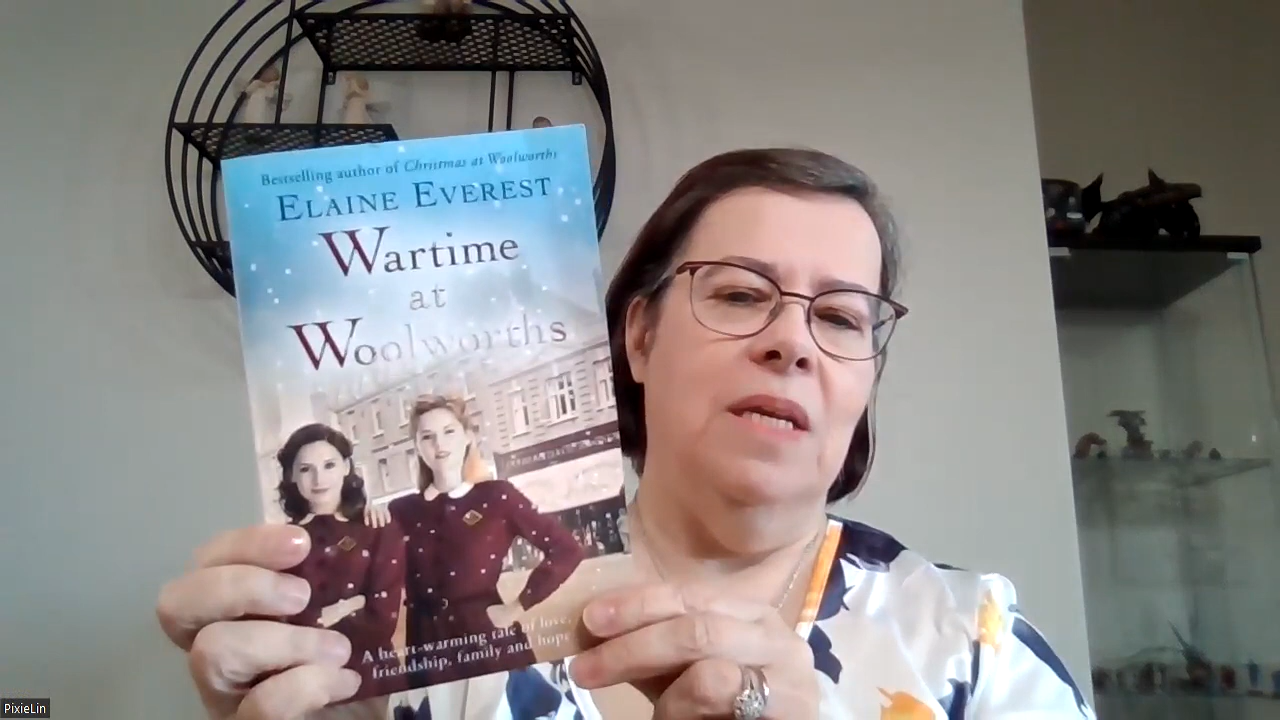 Bestselling author of Christmas at Woolworths
ELAINE EVEREST
Wartime
at
Woolworths
A heart-warming tale of love,
friendship, family and hope
PixieLin